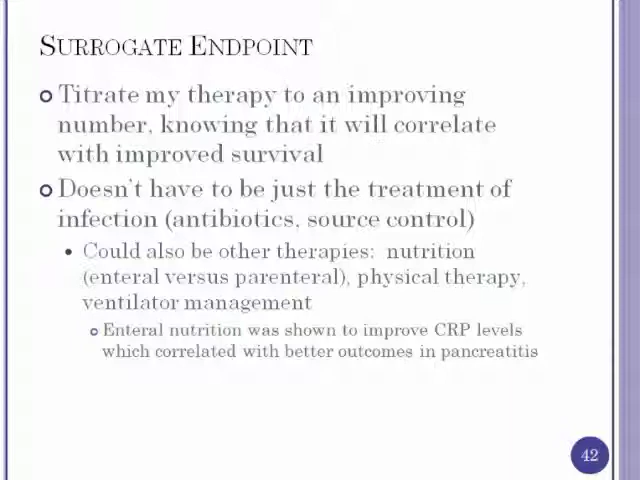 SURROGATE ENDPOINT
Titrate my therapy to an improving
number, knowing that it will correlate
with improved survival
Doesn't have to be just the treatment of
infection (antibiotics, source control)
Could also be other therapies: nutrition
(enteral versus parenteral), physical therapy,
ventilator management
Enteral nutrition was shown to improve CRP levels
which correlated with better outcomes in pancreatitis
42